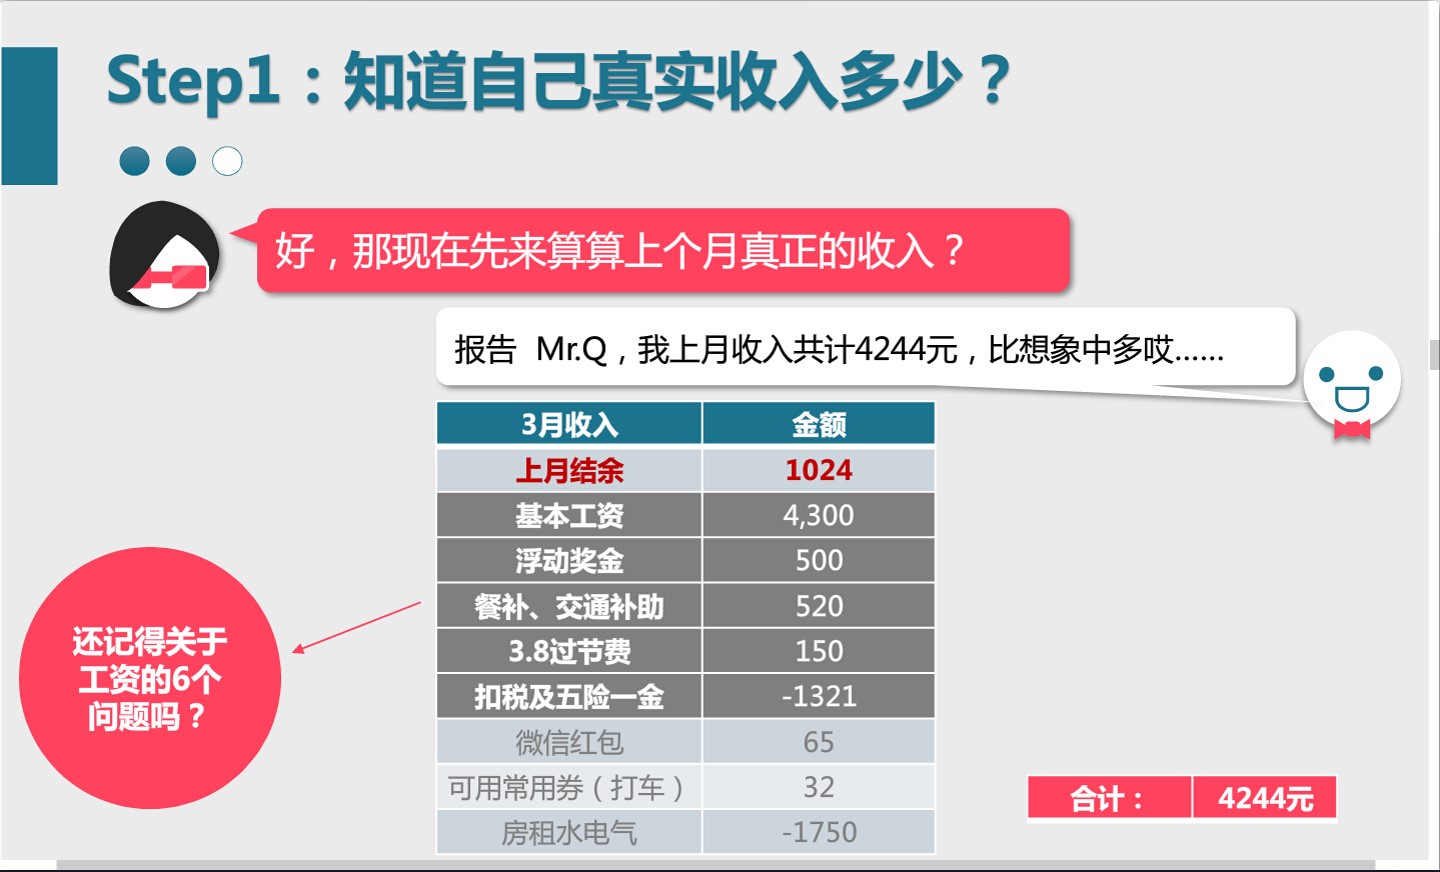 Step1：知道自己真实收入多少？
好，那现在先来算算上个月真正的收入？
报告 Mr.Q，我上月收入共计4244元，比想象中多哎……
3月收入 金额
上月结余 1024
基本工资 4,300
浮动奖金 500
餐补、交通补助 520
3.8过节费 150
扣税及五险一金 -1321
微信红包 65
可用常用券（打车） 32
房租水电气 -1750
还记得关于
工资的6个
问题吗？
合计： 4244元